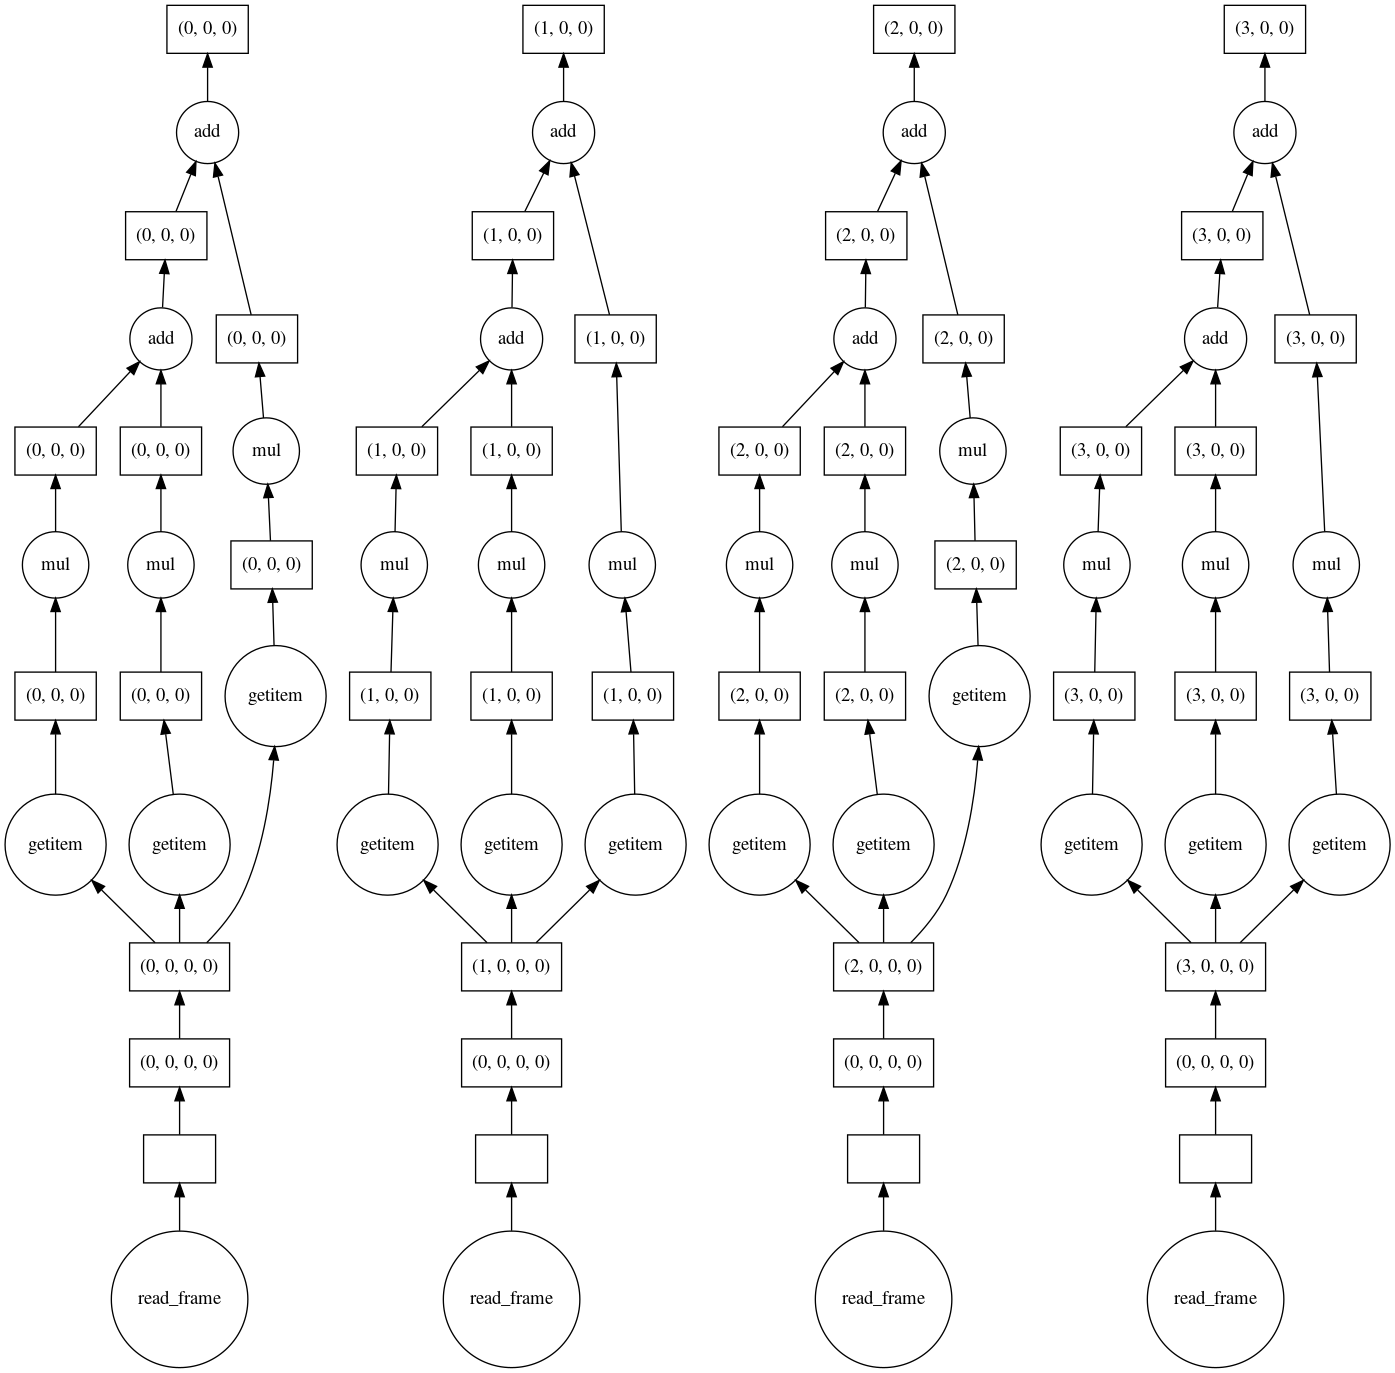 (0, 0, 0) (1, 0, 0) (2, 0, 0) (3, 0, 0)
add add add add
(0, 0, 0) (1, 0, 0) (2, 0, 0) (3, 0, 0)
add (0, 0, 0) add (1, 0, 0) add (2, 0, 0) add (3, 0, 0)
(0, 0, 0) (0, 0, 0) mul (1, 0, 0) (1, 0, 0) (2, 0, 0) (2, 0, 0) mul (3, 0, 0) (3, 0, 0)
mul mul (0, 0, 0) mul mul mul mul mul (2, 0, 0) mul mul mul
(0, 0, 0) (0, 0, 0) getitem (1, 0, 0) (1, 0, 0) (1, 0, 0) (2, 0, 0) (2, 0, 0) getitem (3, 0, 0) (3, 0, 0) (3, 0, 0)
getitem getitem getitem getitem getitem getitem getitem getitem getitem getitem
(0, 0, 0, 0) (1, 0, 0, 0) (2, 0, 0, 0) (3, 0, 0, 0)
(0, 0, 0, 0) (0, 0, 0, 0) (0, 0, 0, 0) (0, 0, 0, 0)
read_frame read_frame read_frame read_frame